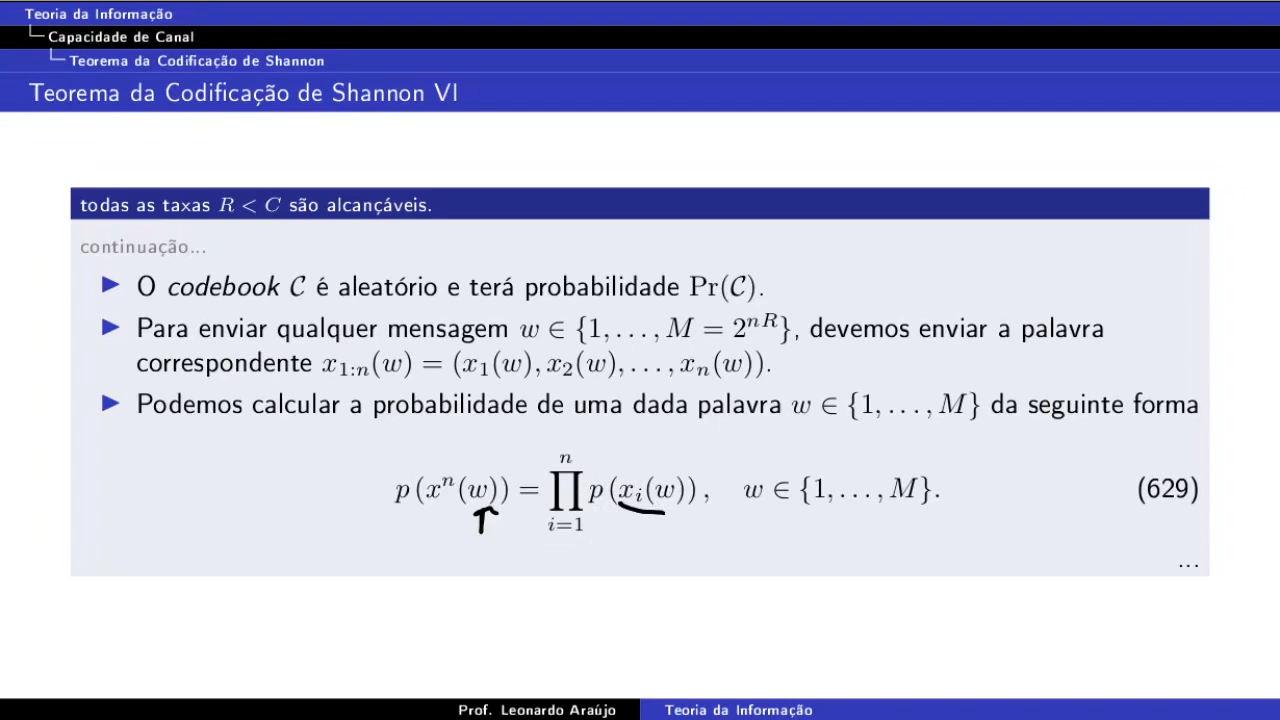 Teoria da Informação
Capacidade de Canal
Teorema da Codificação de Shannon
Teorema da Codificação de Shannon VI
todas as taxas R < C são alcançáveis.
continuação...
▶ O codebook 𝒞 é aleatório e terá probabilidade Pr(𝒞).
▶ Para enviar qualquer mensagem w ∈ {1, . . . , M = 2^{nR}}, devemos enviar a palavra
correspondente x_{1:n}(w) = (x_1(w), x_2(w), . . . , x_n(w)).
▶ Podemos calcular a probabilidade de uma dada palavra w ∈ {1, . . . , M} da seguinte forma
p (x^n(w)) = ∏_{i=1}^{n} p (x_i(w)) , w ∈ {1, . . . , M}. (629)
...
Prof. Leonardo Araújo Teoria da Informação